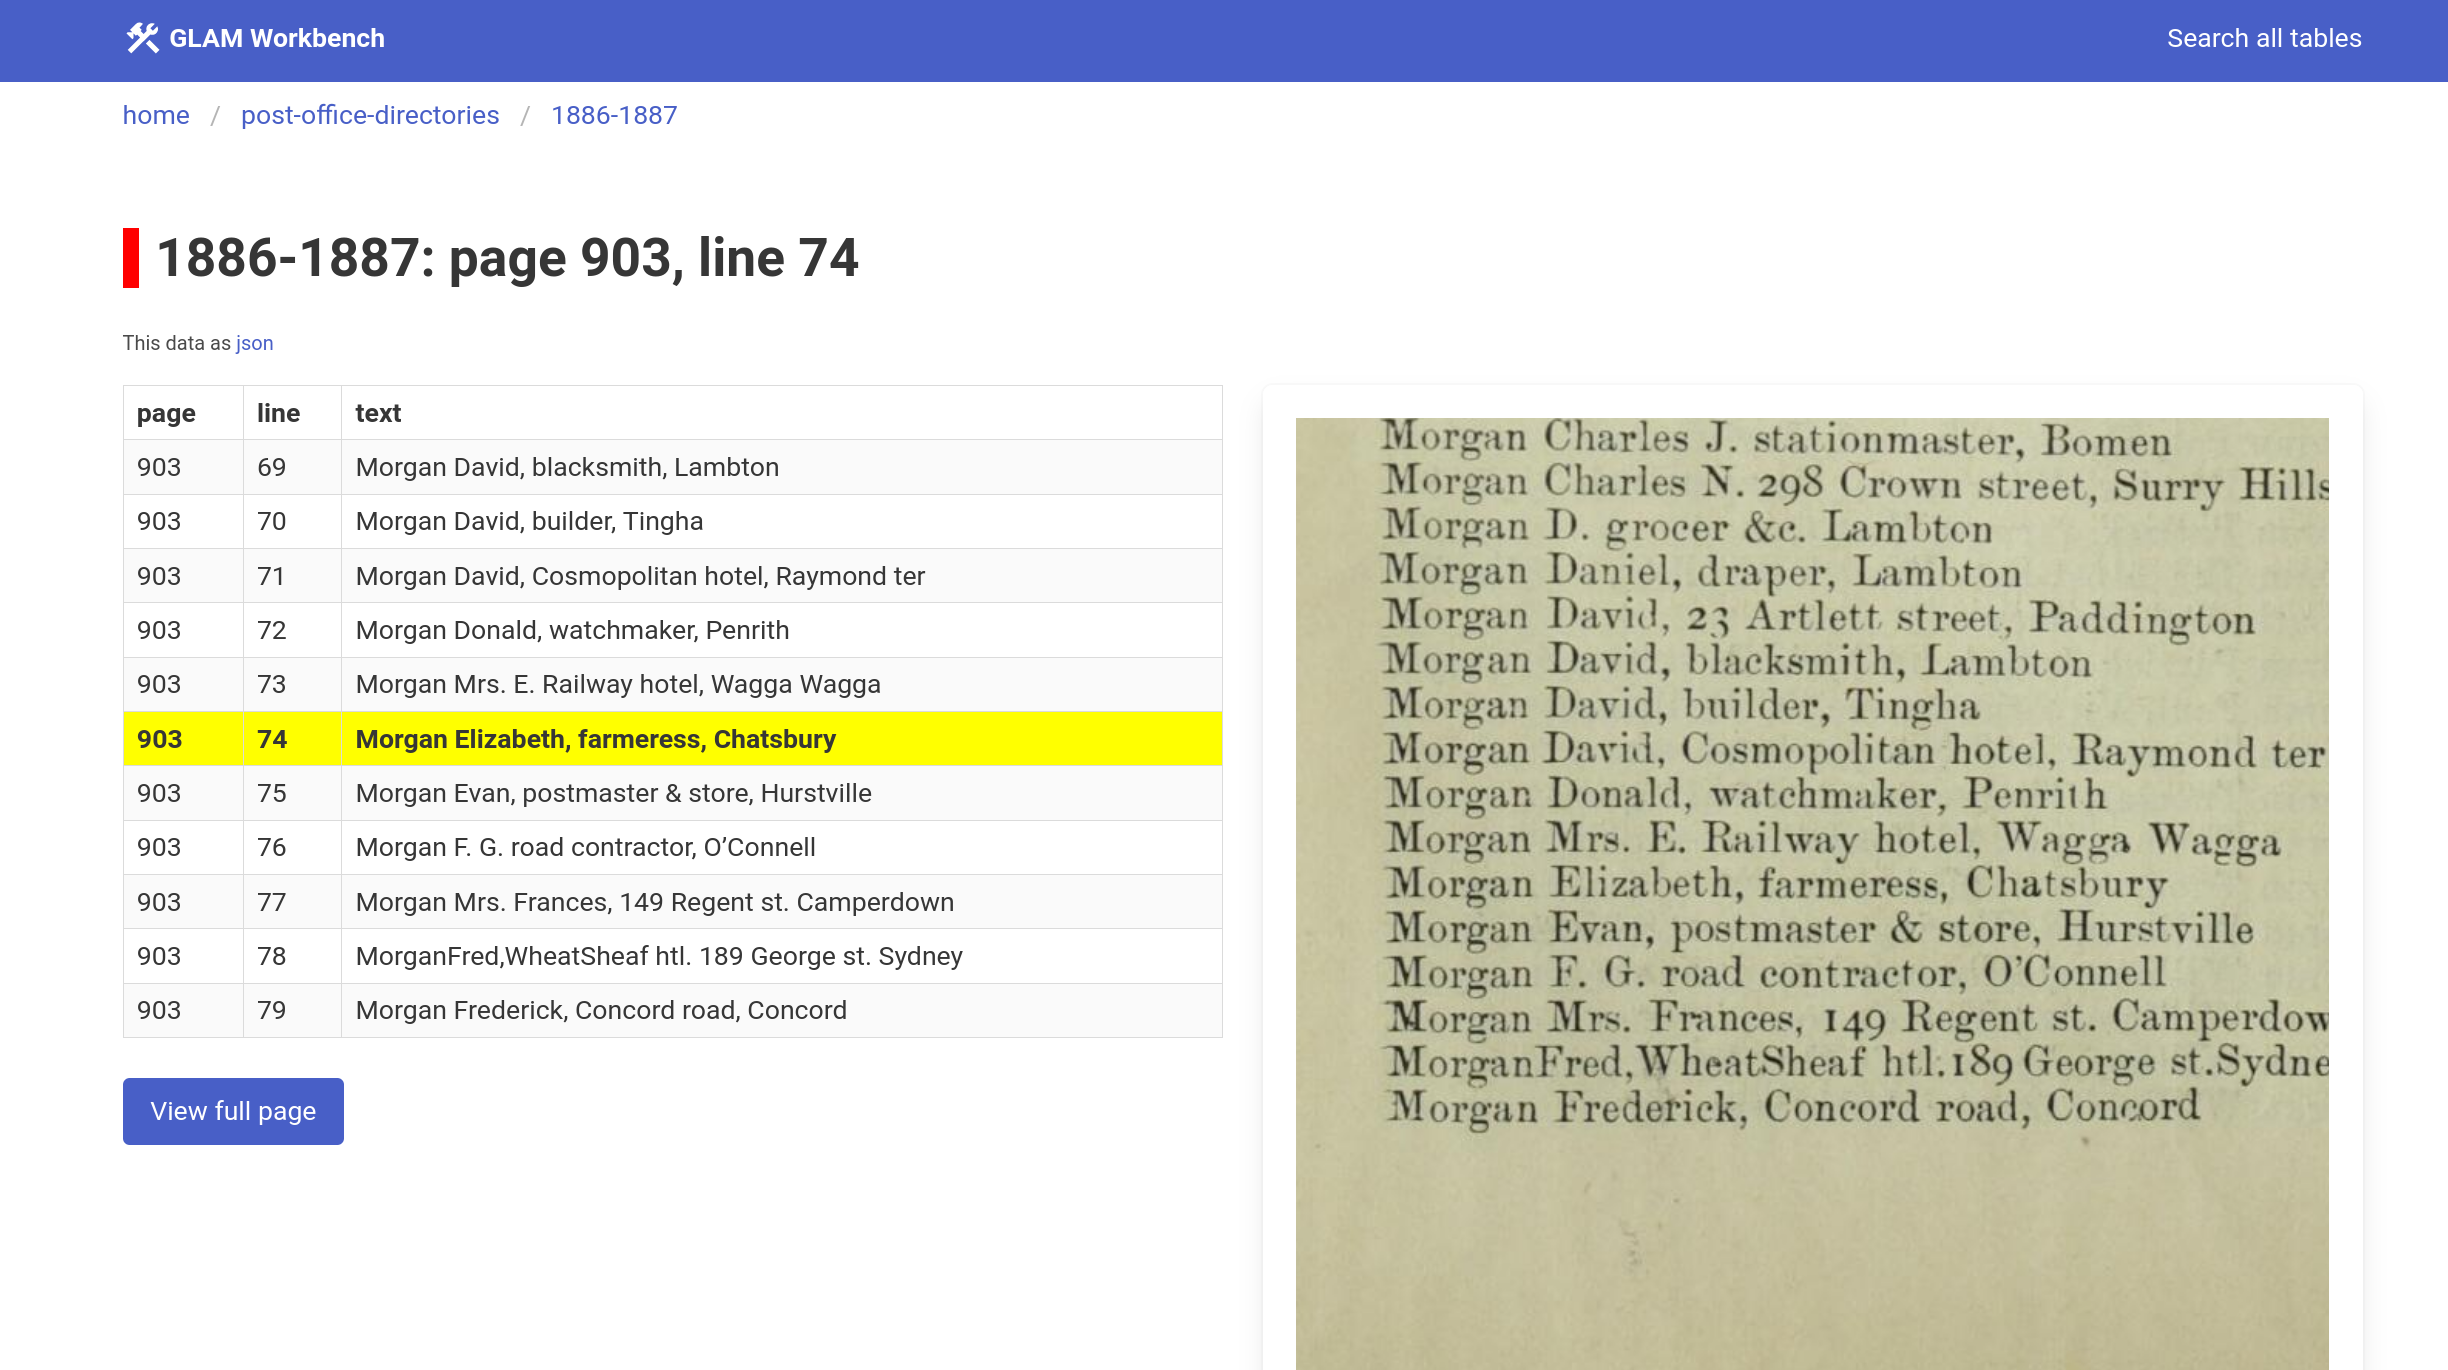 GLAM Workbench
Search all tables
home / post-office-directories / 1886-1887
1886-1887: page 903, line 74
This data as json
page line text
903 69 Morgan David, blacksmith, Lambton
903 70 Morgan David, builder, Tingha
903 71 Morgan David, Cosmopolitan hotel, Raymond ter
903 72 Morgan Donald, watchmaker, Penrith
903 73 Morgan Mrs. E. Railway hotel, Wagga Wagga
903 74 Morgan Elizabeth, farmeress, Chatsbury
903 75 Morgan Evan, postmaster & store, Hurstville
903 76 Morgan F. G. road contractor, O’Connell
903 77 Morgan Mrs. Frances, 149 Regent st. Camperdown
903 78 MorganFred,WheatSheaf htl. 189 George st. Sydney
903 79 Morgan Frederick, Concord road, Concord
View full page
Morgan Charles J. stationmaster, Bomen
Morgan Charles N. 298 Crown street, Surry Hills
Morgan D. grocer &c. Lambton
Morgan Daniel, draper, Lambton
Morgan David, 23 Artlett street, Paddington
Morgan David, blacksmith, Lambton
Morgan David, builder, Tingha
Morgan David, Cosmopolitan hotel, Raymond ter
Morgan Donald, watchmaker, Penrith
Morgan Mrs. E. Railway hotel, Wagga Wagga
Morgan Elizabeth, farmeress, Chatsbury
Morgan Evan, postmaster & store, Hurstville
Morgan F. G. road contractor, O’Connell
Morgan Mrs. Frances, 149 Regent st. Camperdow
MorganFred,WheatSheaf htl. 189 George st.Sydne
Morgan Frederick, Concord road, Concord